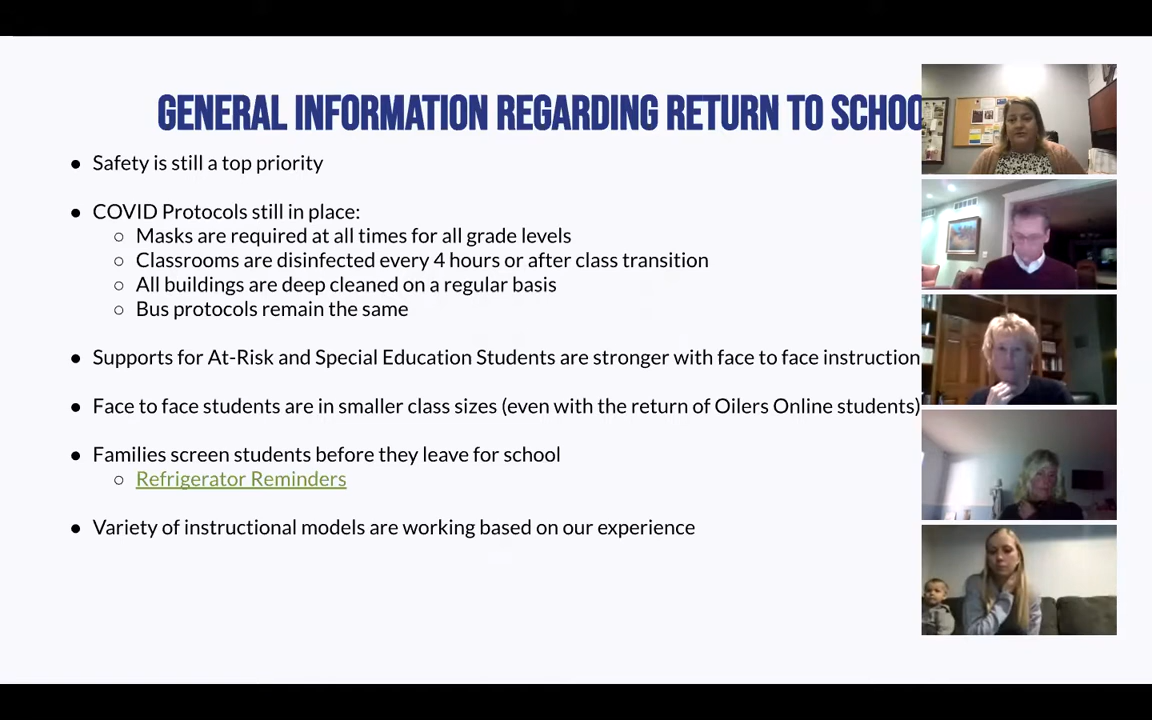 GENERAL INFORMATION REGARDING RETURN TO SCHOO
● Safety is still a top priority
● COVID Protocols still in place:
○ Masks are required at all times for all grade levels
○ Classrooms are disinfected every 4 hours or after class transition
○ All buildings are deep cleaned on a regular basis
○ Bus protocols remain the same
● Supports for At-Risk and Special Education Students are stronger with face to face instruction
● Face to face students are in smaller class sizes (even with the return of Oilers Online students)
● Families screen students before they leave for school
○ Refrigerator Reminders
● Variety of instructional models are working based on our experience